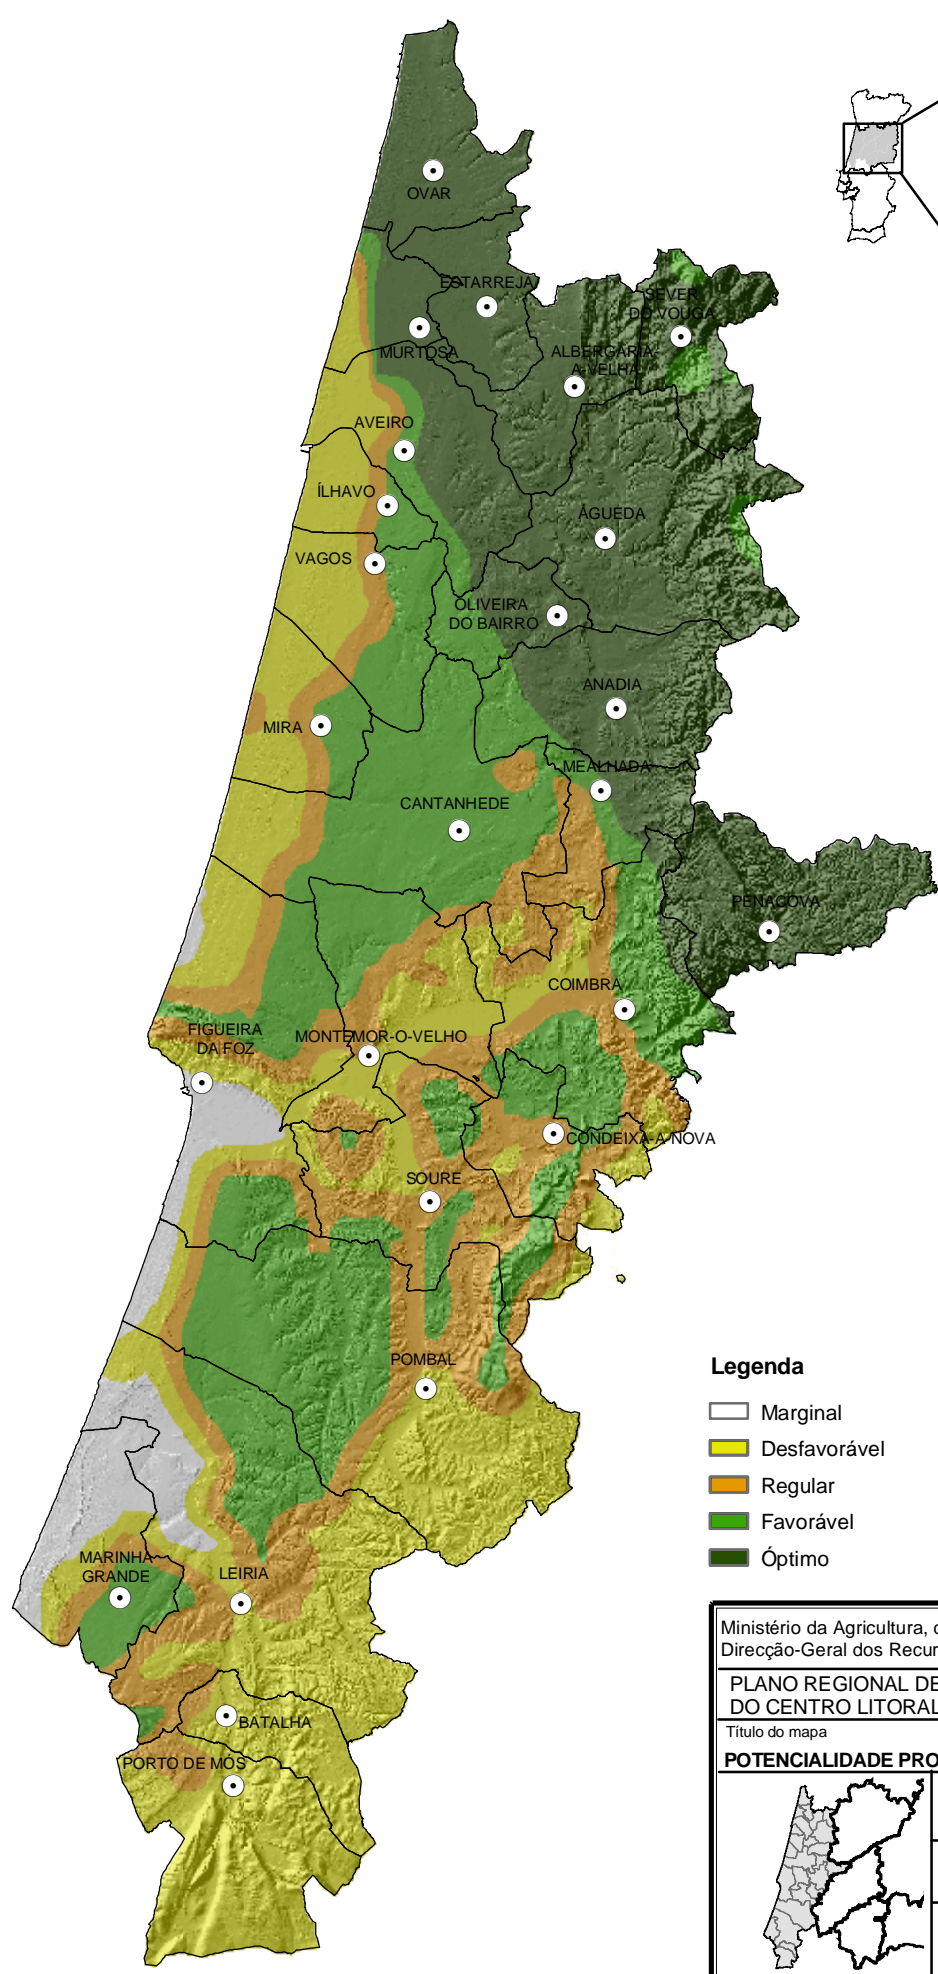 OVAR
ESTARREJA
SEVER
DO VOUGA
MURTOSA
ALBERGARIA-
A-VELHA
AVEIRO
ÍLHAVO
ÁGUEDA
VAGOS
OLIVEIRA
DO BAIRRO
ANADIA
MIRA
MEALHADA
CANTANHEDE
PENACOVA
COIMBRA
FIGUEIRA
DA FOZ
MONTEMOR-O-VELHO
CONDEIXA-A-NOVA
SOURE
POMBAL
MARINHA
GRANDE
LEIRIA
BATALHA
PORTO DE MÓS
Legenda
Marginal
Desfavorável
Regular
Favorável
Óptimo
Ministério da Agricultura, d
Direcção-Geral dos Recur
PLANO REGIONAL DE
DO CENTRO LITORAL
Título do mapa
POTENCIALIDADE PRO